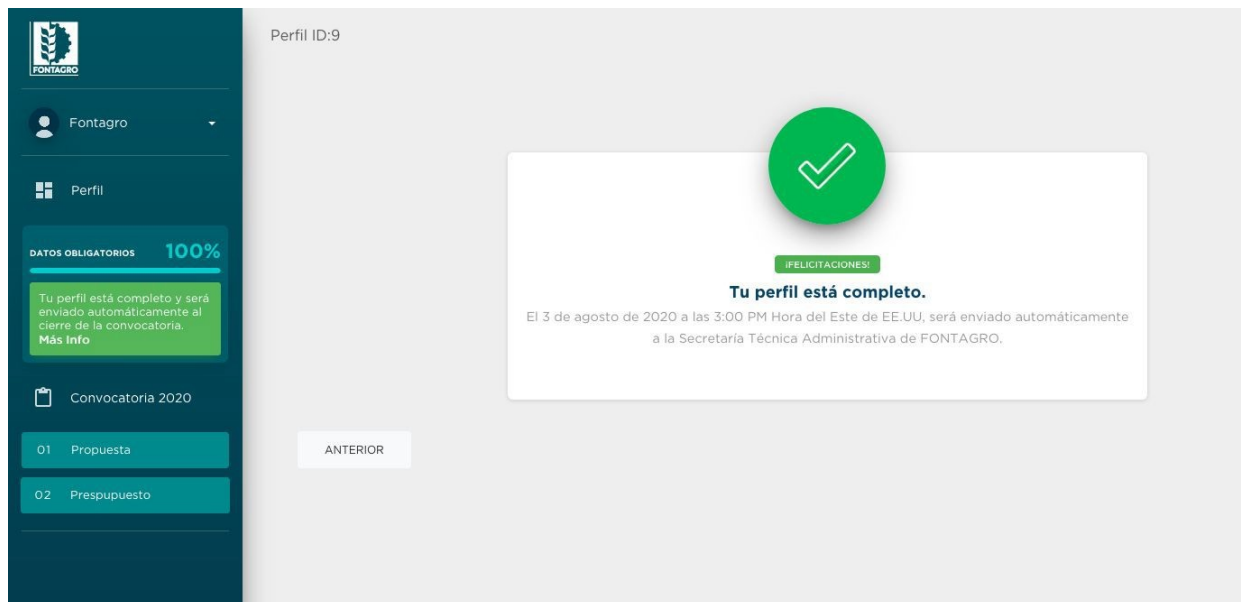 FONTAGRO
Fontagro
Perfil
DATOS OBLIGATORIOS 100%
Tu perfil está completo y será
enviado automáticamente al
cierre de la convocatoria.
Más Info
Convocatoria 2020
01 Propuesta
02 Prespupuesto
Perfil ID:9
¡FELICITACIONES!
Tu perfil está completo.
El 3 de agosto de 2020 a las 3:00 PM Hora del Este de EE.UU, será enviado automáticamente
a la Secretaría Técnica Administrativa de FONTAGRO.
ANTERIOR